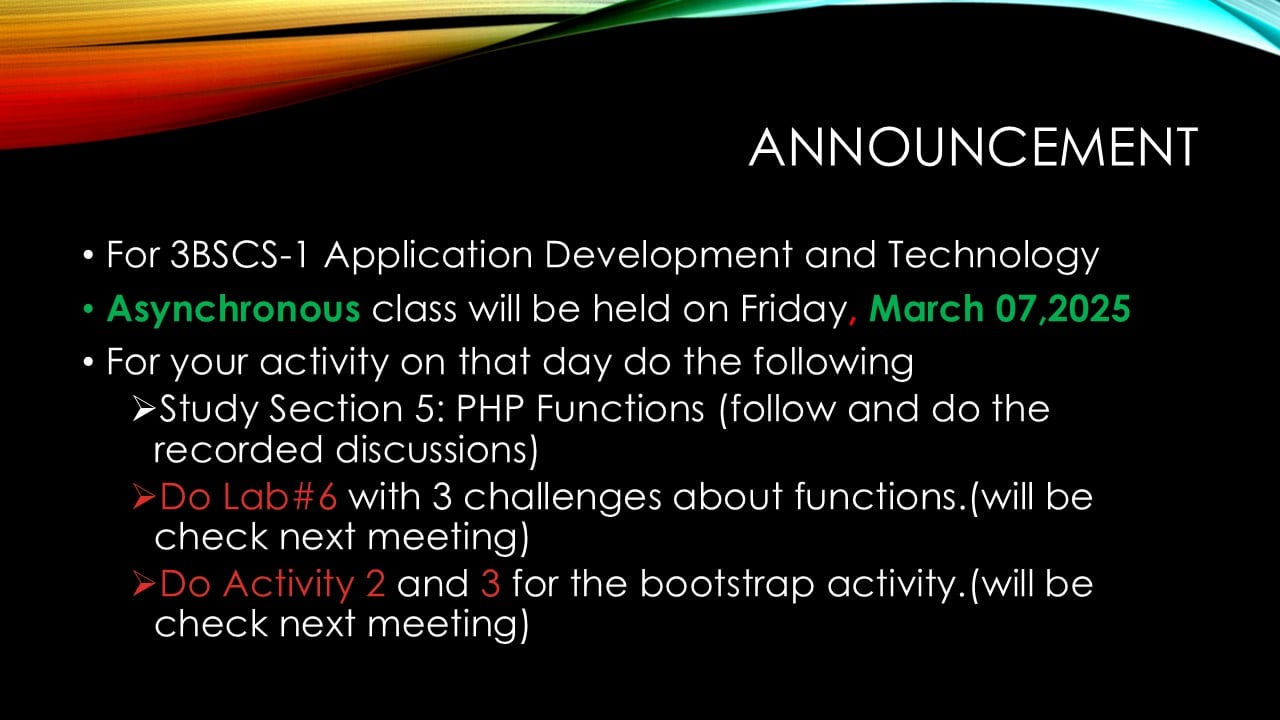 ANNOUNCEMENT
• For 3BSCS-1 Application Development and Technology
• Asynchronous class will be held on Friday, March 07,2025
• For your activity on that day do the following
➢Study Section 5: PHP Functions (follow and do the
recorded discussions)
➢Do Lab#6 with 3 challenges about functions.(will be
check next meeting)
➢Do Activity 2 and 3 for the bootstrap activity.(will be
check next meeting)